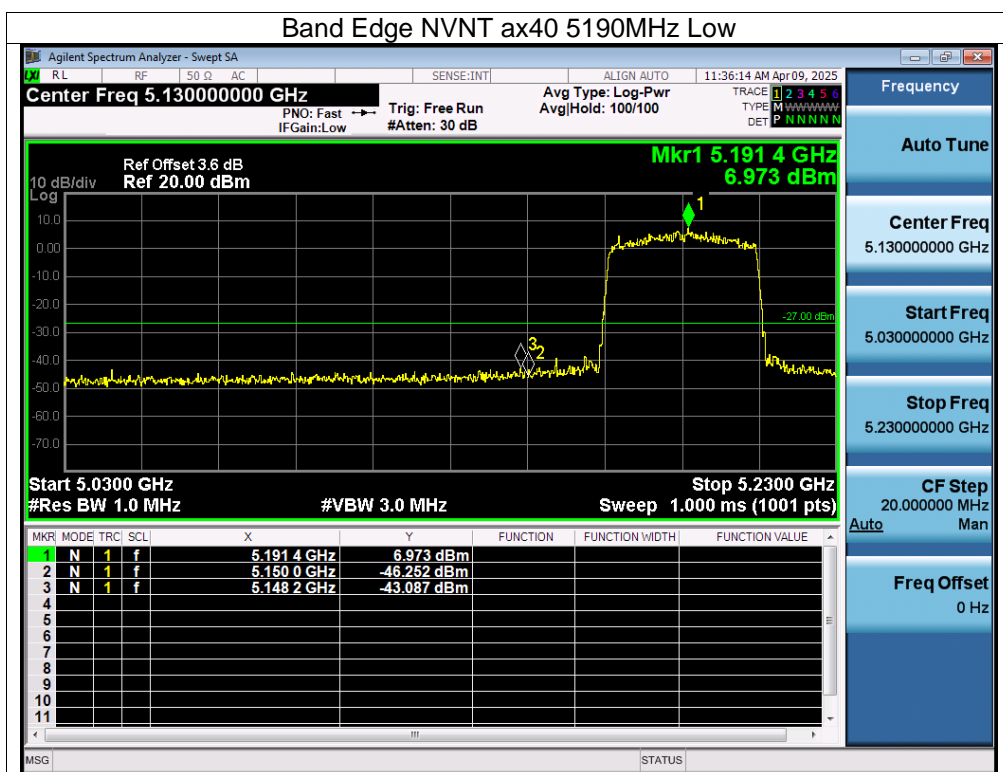 Band Edge NVNT ax40 5190MHz Low
Agilent Spectrum Analyzer - Swept SA
LXI RL RF 50 Ω AC SENSE:INT ALIGN AUTO 11:36:14 AM Apr 09, 2025
Center Freq 5.130000000 GHz
PNO: Fast
IFGain:Low
Trig: Free Run
#Atten: 30 dB
Avg Type: Log-Pwr
Avg|Hold: 100/100
TRACE 1 2 3 4 5 6
TYPE M WWWWW
DET P N N N N N
Frequency
Auto Tune
Center Freq
5.130000000 GHz
Start Freq
5.030000000 GHz
Stop Freq
5.230000000 GHz
CF Step
20.000000 MHz
Auto Man
Freq Offset
0 Hz
Mkr1 5.191 4 GHz
6.973 dBm
Ref Offset 3.6 dB
10 dB/div Ref 20.00 dBm
Log
10.0
0.00
-10.0
-20.0
-30.0
-40.0
-50.0
-60.0
-70.0
1
-27.00 dBm
3
2
Start 5.0300 GHz Stop 5.2300 GHz
#Res BW 1.0 MHz #VBW 3.0 MHz Sweep 1.000 ms (1001 pts)
MKR MODE TRC SCL X Y FUNCTION FUNCTION WIDTH FUNCTION VALUE
1 N 1 f 5.191 4 GHz 6.973 dBm
2 N 1 f 5.150 0 GHz -46.252 dBm
3 N 1 f 5.148 2 GHz -43.087 dBm
4
5
6
7
8
9
10
11
MSG STATUS